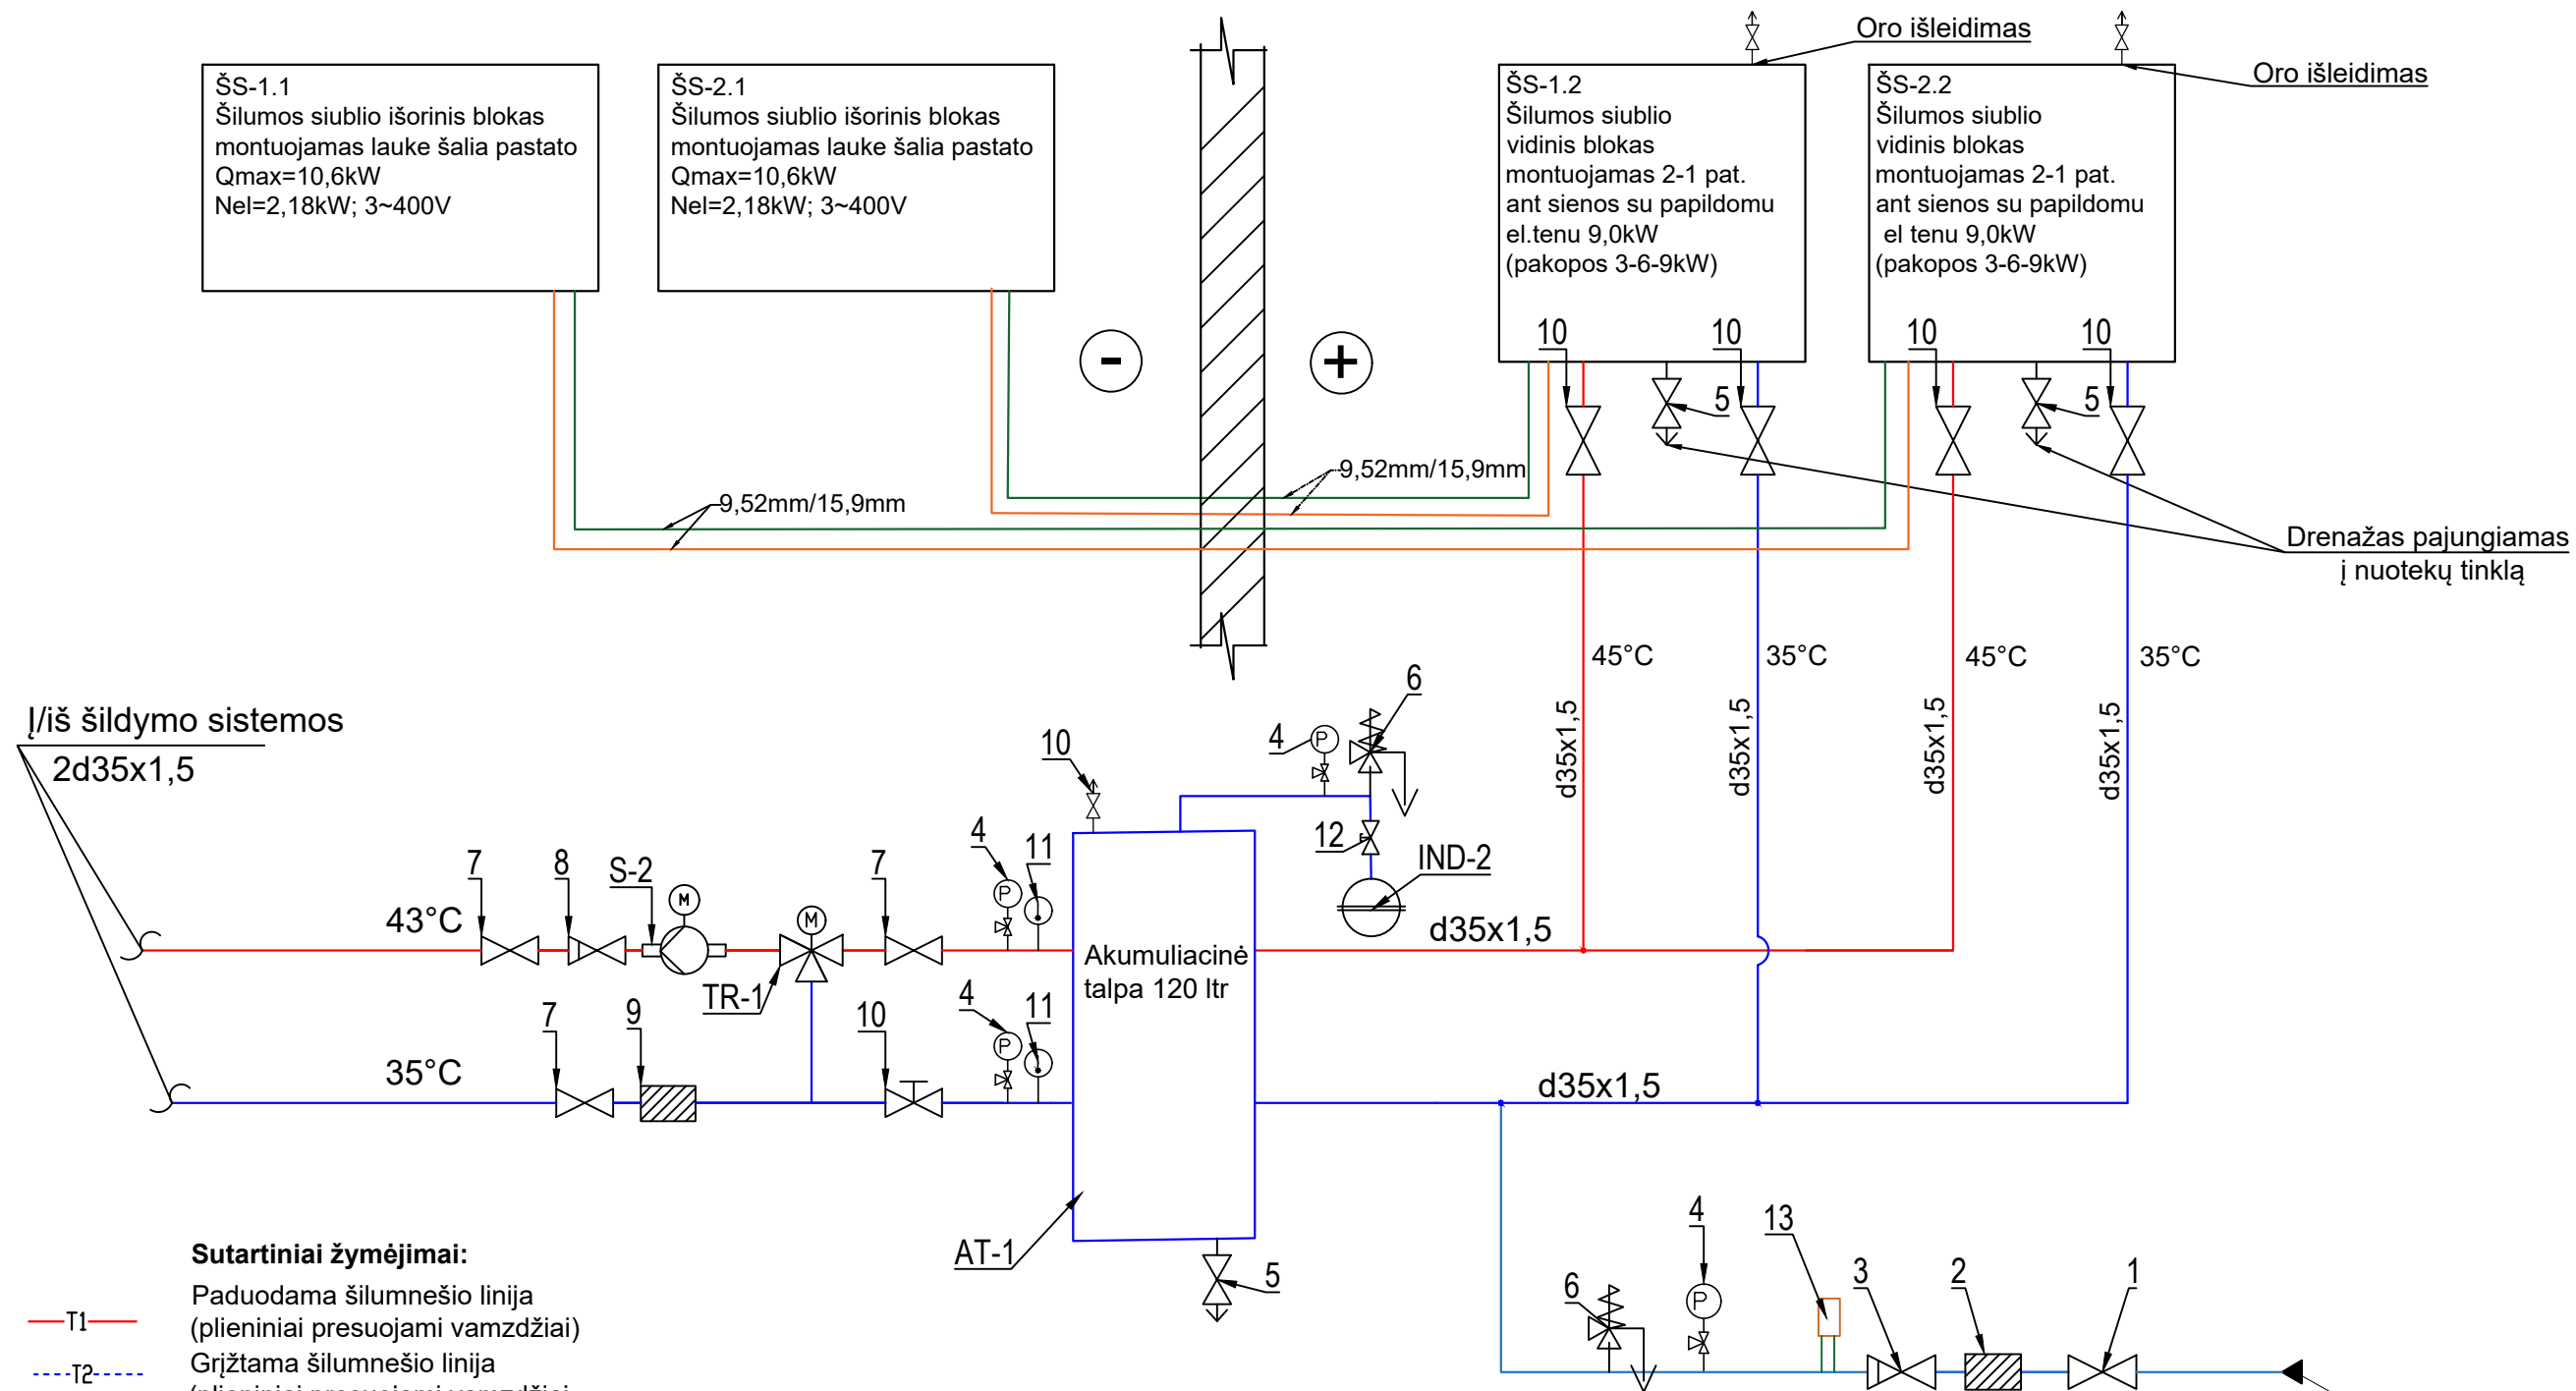 Oro išleidimas
Oro išleidimas
ŠS-1.1
Šilumos siublio išorinis blokas
montuojamas lauke šalia pastato
Qmax=10,6kW
Nel=2,18kW; 3~400V
ŠS-2.1
Šilumos siublio išorinis blokas
montuojamas lauke šalia pastato
Qmax=10,6kW
Nel=2,18kW; 3~400V
ŠS-1.2
Šilumos siublio
vidinis blokas
montuojamas 2-1 pat.
ant sienos su papildomu
el.tenu 9,0kW
(pakopos 3-6-9kW)
ŠS-2.2
Šilumos siublio
vidinis blokas
montuojamas 2-1 pat.
ant sienos su papildomu
el tenu 9,0kW
(pakopos 3-6-9kW)
10
10
10
10
-
+
5
5
9,52mm/15,9mm
9,52mm/15,9mm
Drenažas pajungiamas
į nuotekų tinklą
45°C
35°C
45°C
35°C
d35x1,5
d35x1,5
d35x1,5
d35x1,5
Į/iš šildymo sistemos
2d35x1,5
10
4
P
6
12
IND-2
7
8
S-2
M
M
7
4
P
11
43°C
d35x1,5
Akumuliacinė
talpa 120 ltr
TR-1
7
9
10
4
P
11
35°C
d35x1,5
AT-1
5
6
4
P
13
3
2
1
Sutartiniai žymėjimai:
T1
Paduodama šilumnešio linija
(plieniniai presuojami vamzdžiai)
T2
Grįžtama šilumnešio linija
(plieniniai presuojami vamzdžiai